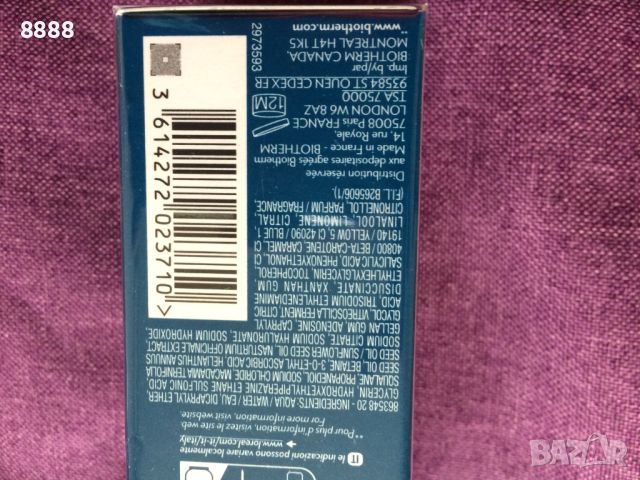 8888
IT le indicazioni possono
variare localmente
www.loreal.com/it-it/italy
**Pour plus d'information,
visitez le site web
For more information,
visit website.
863548 20 - INGREDIENTS: AQUA / WATER / EAU, DICAPRYLYL ETHER,
GLYCERIN, HYDROXYETHYLPIPERAZINE ETHANE SULFONIC ACID,
SQUALANE, PROPANEDIOL, SODIUM CHLORIDE, MACADAMIA TERNIFOLIA
SEED OIL, BETAINE, 3-O-ETHYL ASCORBIC ACID, HELIANTHUS ANNUUS
SEED OIL / SUNFLOWER SEED OIL, NASTURTIUM OFFICINALE EXTRACT,
SODIUM CITRATE, SODIUM HYALURONATE, SODIUM HYDROXIDE,
GELLAN GUM, ADENOSINE, CAPRYLYL
GLYCOL, VITREOSCILLA FERMENT, CITRIC
ACID, TRISODIUM ETHYLENEDIAMINE
DISUCCINATE, XANTHAN GUM,
ETHYLHEXYLGLYCERIN, TOCOPHEROL,
SALICYLIC ACID, PHENOXYETHANOL, CI
40800 / BETA-CAROTENE, CARAMEL, CI
19140 / YELLOW 5, CI 42090 / BLUE 1,
LINALOOL, LIMONENE, CITRAL,
CITRONELLOL, PARFUM / FRAGRANCE.
(F.I.L. B265606/1).
Distribution réservée
aux dépositaires agréés Biotherm
Made in France - BIOTHERM
14, rue Royale,
75008 Paris FRANCE
LONDON W6 8AZ
TSA 75000
93584 ST OUEN CEDEX FR
12M
Imp. by/par
BIOTHERM CANADA,
MONTREAL H4T 1K5
**
www.biotherm.com
2973593
3 614272 023710 >
BAZAR